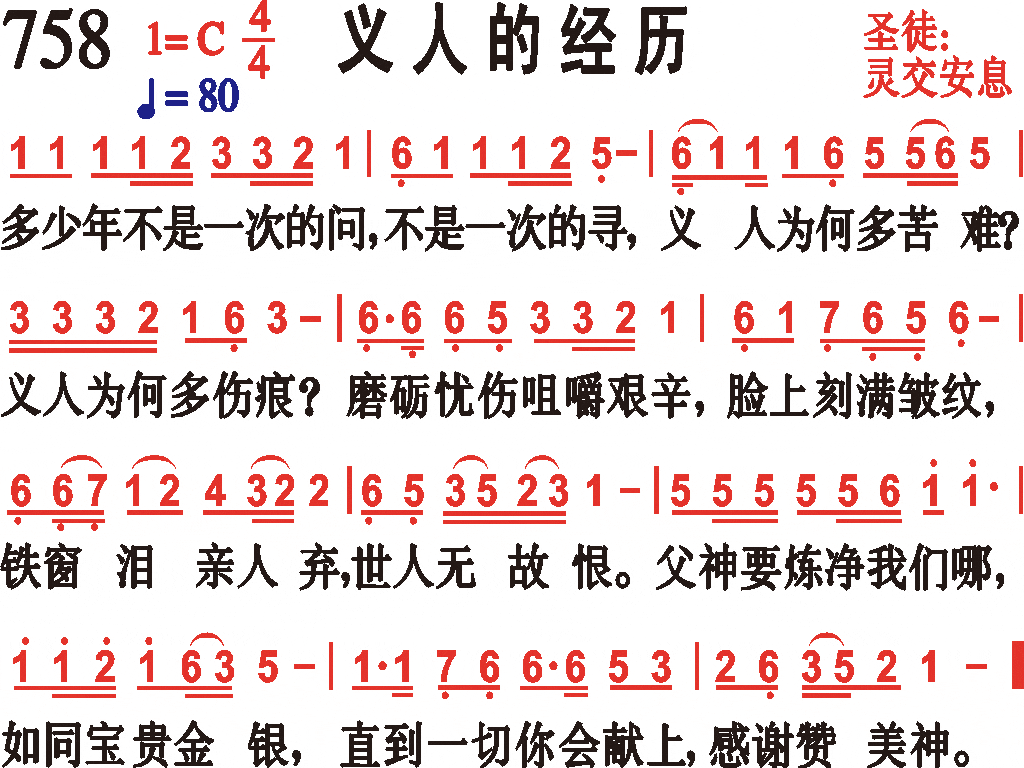 758 1=C 4/4 义人的经历 圣徒:
♩=80 灵交安息
1 1 1 1 2 3 3 2 1 | 6 1 1 1 2 5 – | 6 1 1 1 6 5 5 6 5 |
多少年不是一次的问,不是一次的寻, 义 人为何多苦 难?
3 3 3 2 1 6 3 – | 6·6 6 5 3 3 2 1 | 6 1 7 6 5 6 – |
义人为何多伤痕? 磨砺忧伤咀嚼艰辛, 脸上刻满皱纹,
6 6 7 1 2 4 3 2 2 | 6 5 3 5 2 3 1 – | 5 5 5 5 5 6 1 1· |
铁窗 泪 亲人 弃,世人无 故 恨。父神要炼净我们哪,
1 1 2 1 6 3 5 – | 1·1 7 6 6·6 5 3 | 2 6 3 5 2 1 –
如同宝贵金 银, 直到一切你会献上,感谢赞 美神。